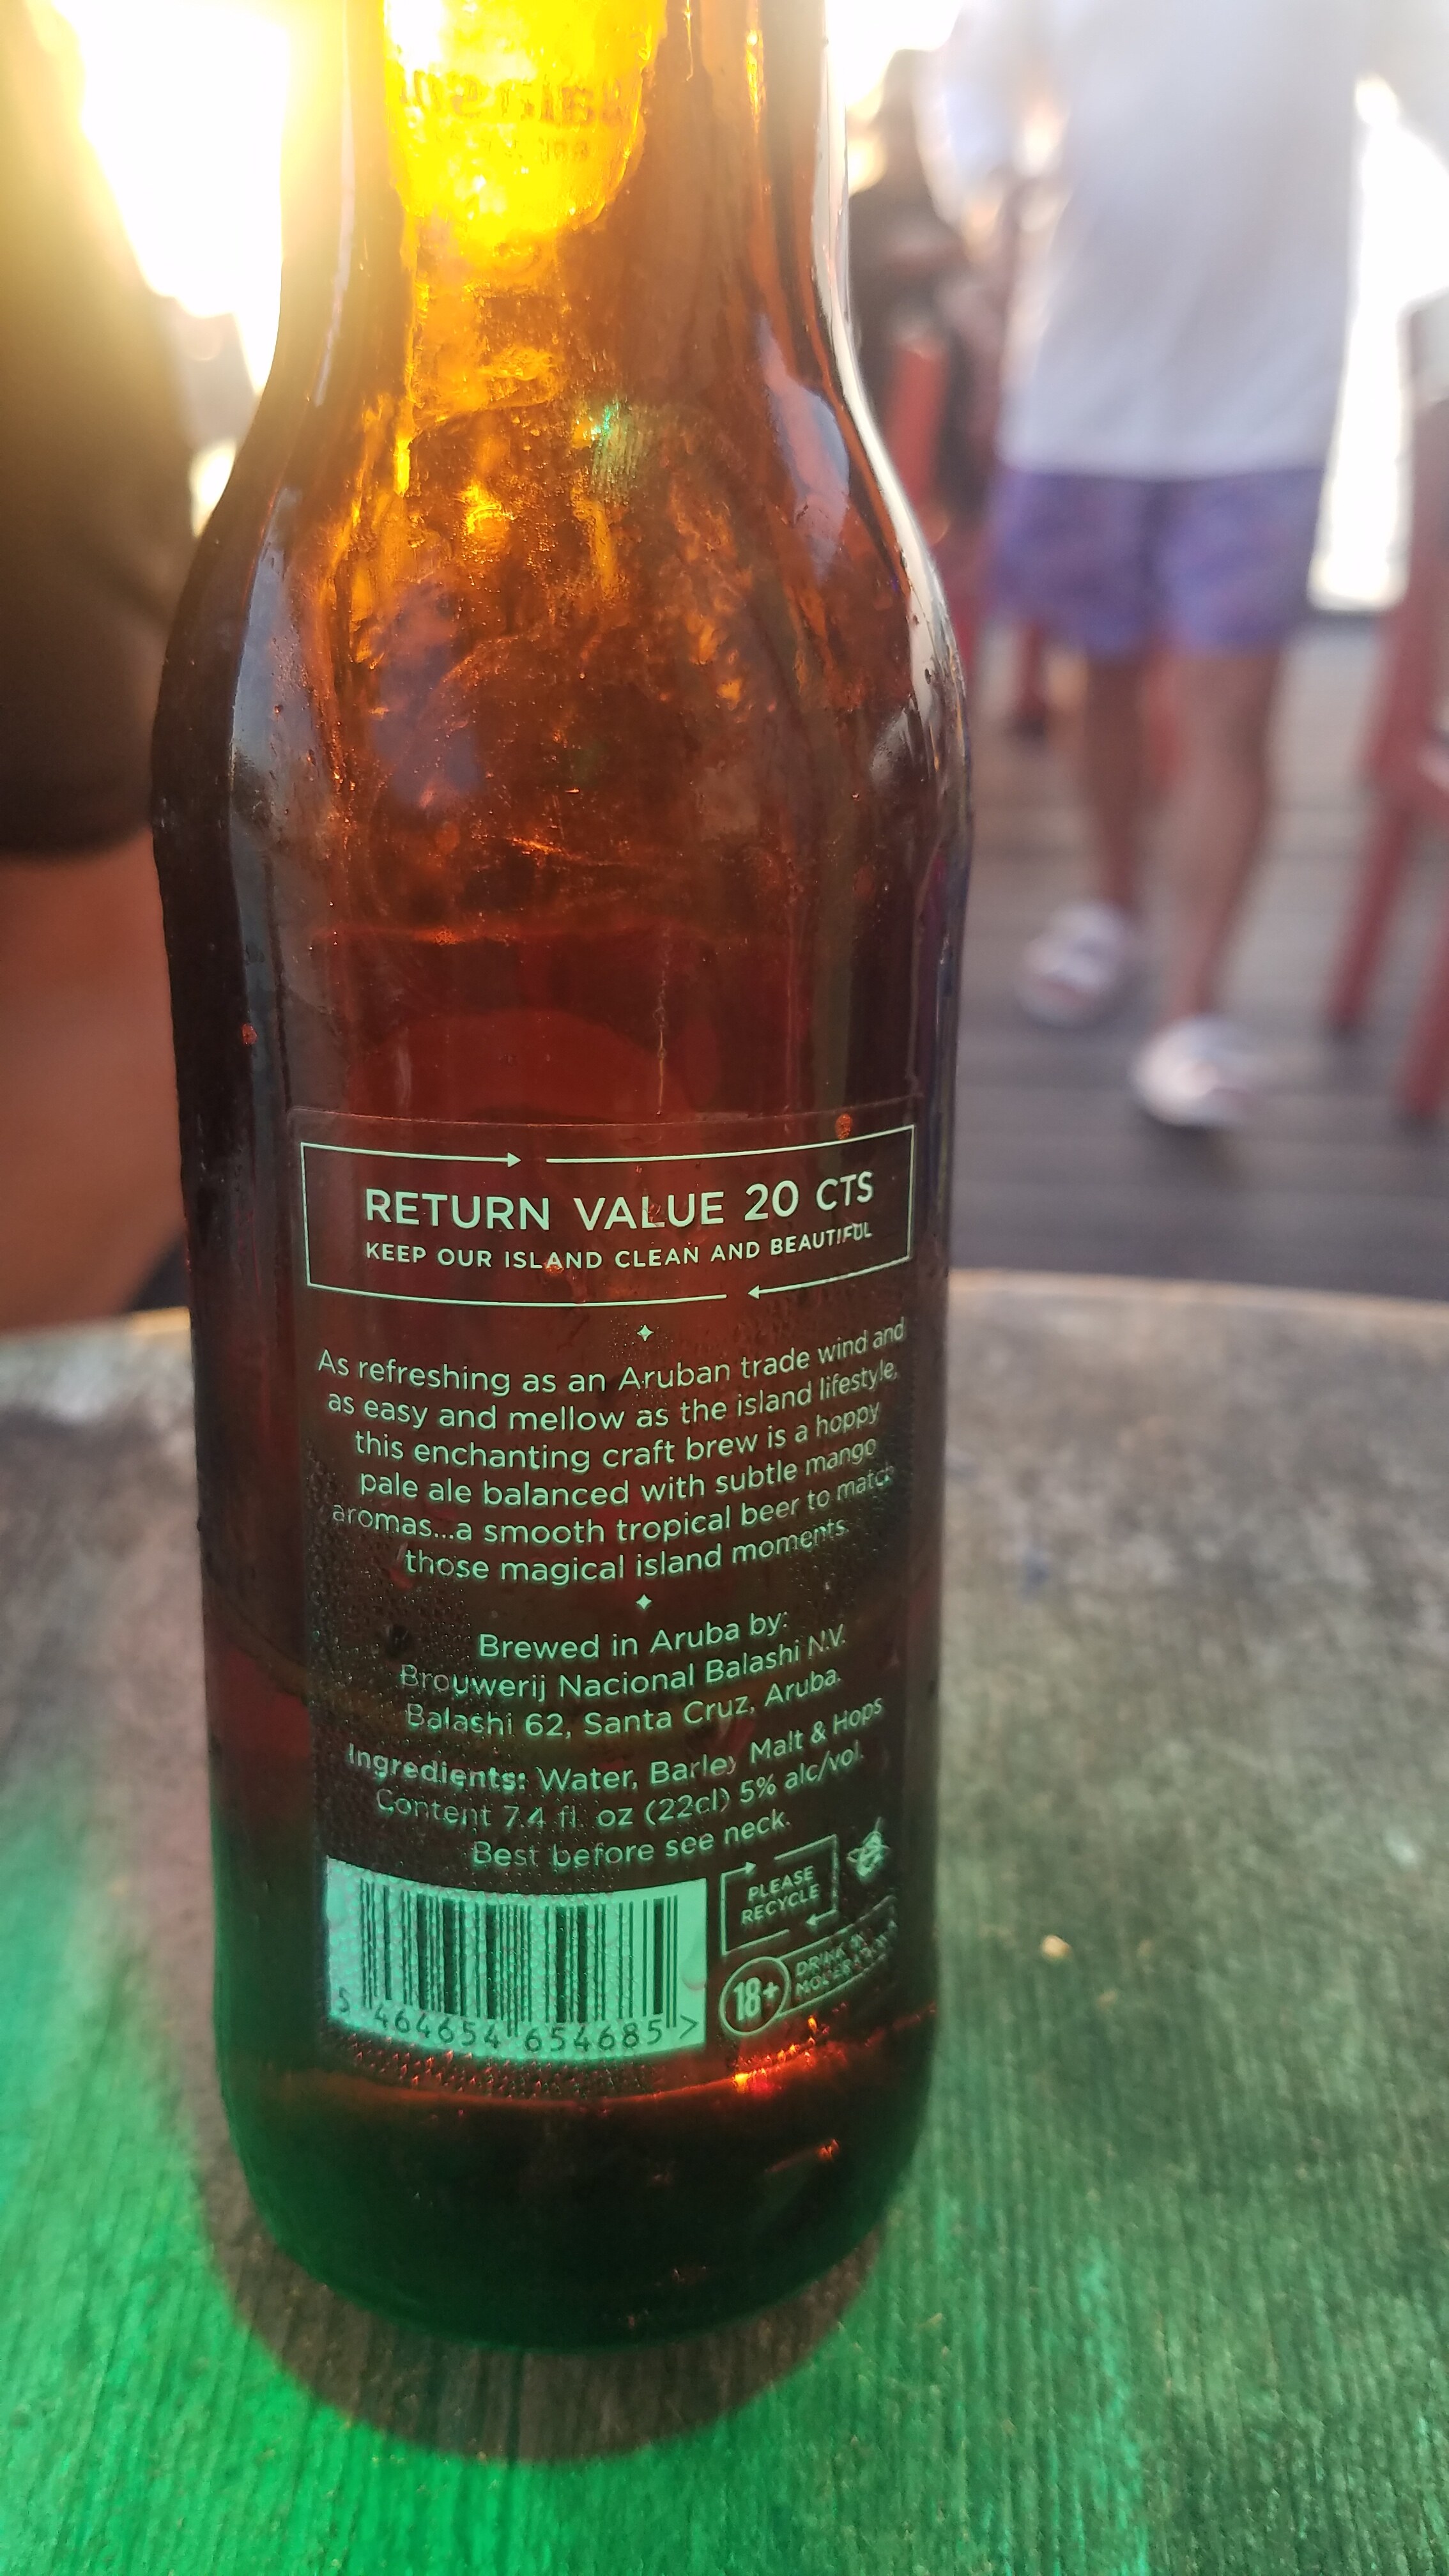 RETURN VALUE 20 CTS
KEEP OUR ISLAND CLEAN AND BEAUTIFUL
As refreshing as an Aruban trade wind and
as easy and mellow as the island lifestyle,
this enchanting craft brew is a hoppy
pale ale balanced with subtle mango
aromas...a smooth tropical beer to match
those magical island moments.
Brewed in Aruba by:
Brouwerij Nacional Balashi N.V.
Balashi 62, Santa Cruz, Aruba.
Ingredients: Water, Barley Malt & Hops
Content 7.4 fl. oz (22cl) 5% alc/vol.
Best before see neck.
PLEASE
RECYCLE
18+
DRINK IN
MODERATION
5 464654 654685 >